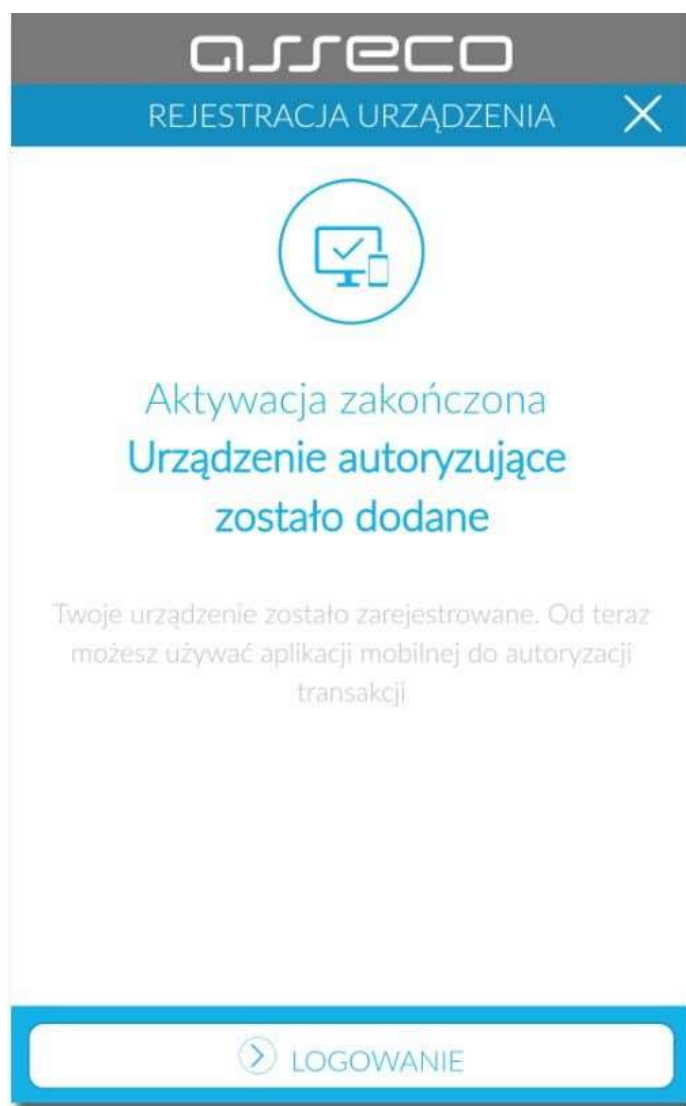 asseco
REJESTRACJA URZĄDZENIA
Aktywacja zakończona
Urządzenie autoryzujące
zostało dodane
Twoje urządzenie zostało zarejestrowane. Od teraz
możesz używać aplikacji mobilnej do autoryzacji
transakcji
LOGOWANIE